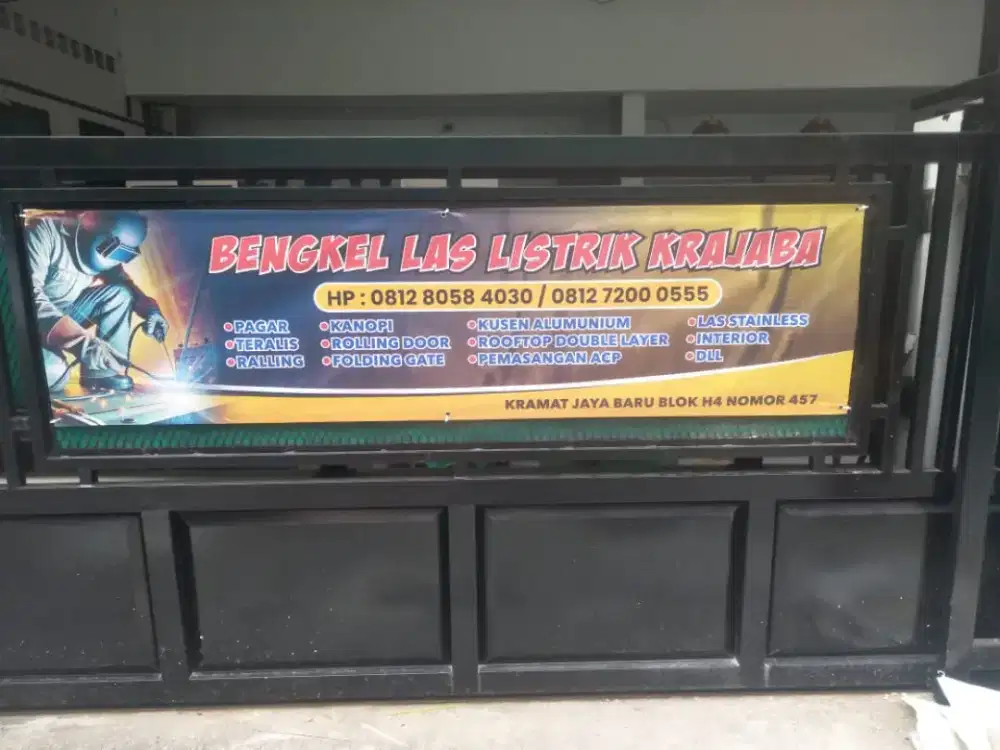 BENGKEL LAS LISTRIK KRAJABA
HP : 0812 8058 4030 / 0812 7200 0555
•PAGAR •KANOPI •KUSEN ALUMUNIUM •LAS STAINLESS
•TERALIS •ROLLING DOOR •ROOFTOP DOUBLE LAYER •INTERIOR
•RALLING •FOLDING GATE •PEMASANGAN ACP •DLL
KRAMAT JAYA BARU BLOK H4 NOMOR 457